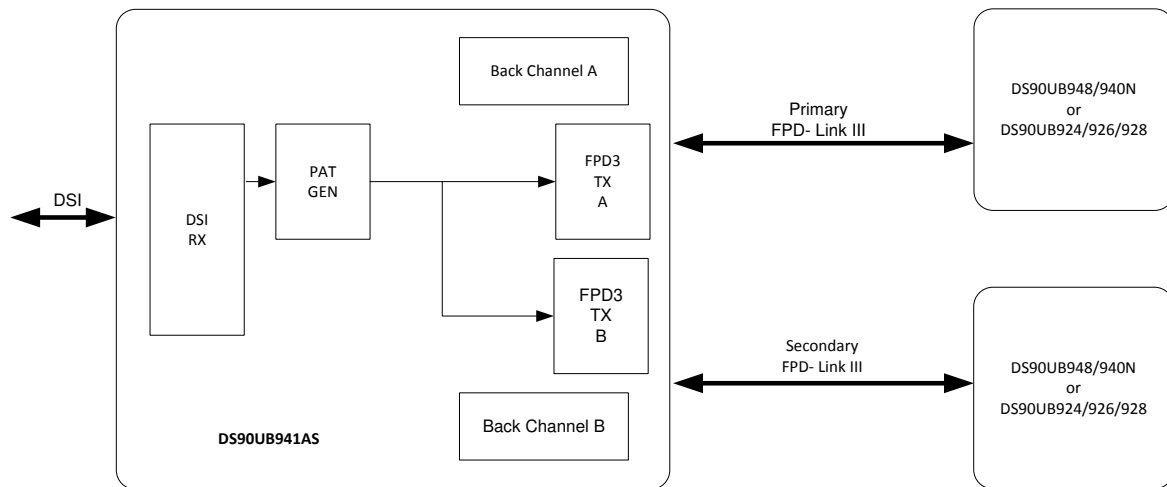 DSI
DSI
RX
PAT
GEN
Back Channel A
FPD3
TX
A
FPD3
TX
B
Back Channel B
DS90UB941AS
Primary
FPD- Link III
DS90UB948/940N
or
DS90UB924/926/928
Secondary
FPD- Link III
DS90UB948/940N
or
DS90UB924/926/928